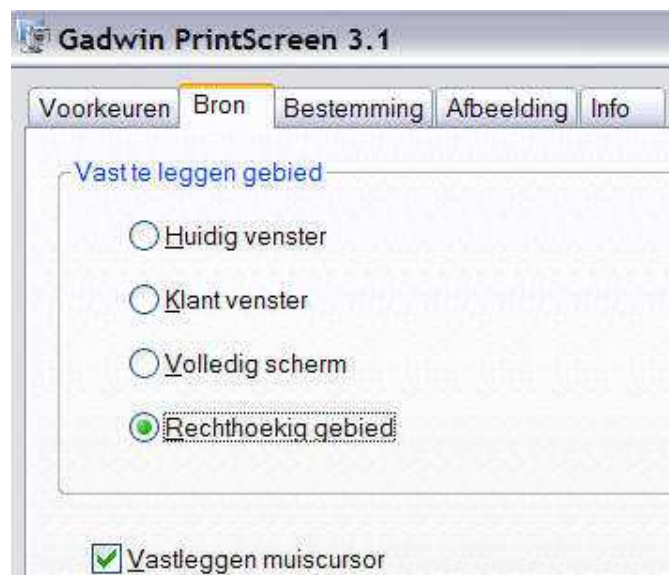 Gadwin PrintScreen 3.1
Voorkeuren Bron Bestemming Afbeelding Info
Vast te leggen gebied
Huidig venster
Klant venster
Volledig scherm
Rechthoekig gebied
Vastleggen muiscursor